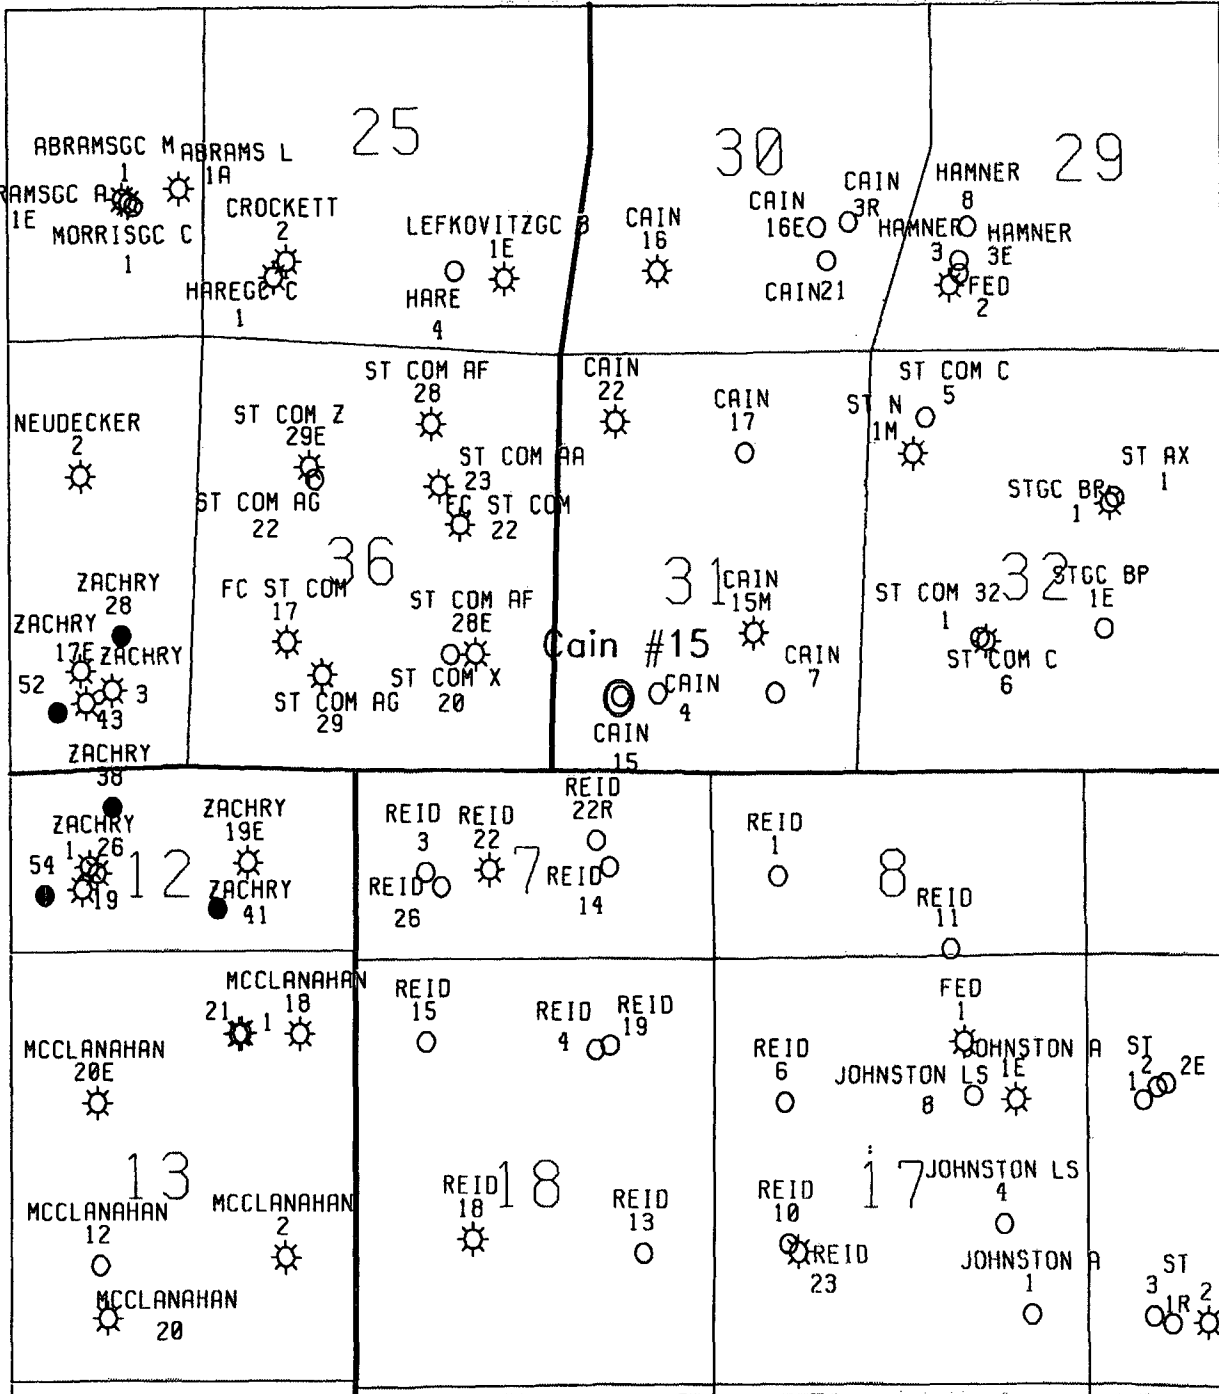 25
30
29
ABRAMSGC M
1
ABRAMS L
1A
RAMSGC A
1E
MORRISGC C
1
CROCKETT
2
HAREGC C
1
LEFKOVITZGC B
1E
HARE
4
CAIN
16
CAIN
16E
CAIN
3R
CAIN21
HAMNER
8
HAMNER
3
HAMNER
3E
FED
2
NEUDECKER
2
ST COM Z
29E
ST COM AG
22
ST COM AF
28
ST COM AA
23
FC ST COM
22
36
FC ST COM
17
ST COM AG
29
ST COM AF
28E
ST COM X
20
CAIN
22
CAIN
17
31
CAIN
15M
Cain #15
CAIN
4
CAIN
7
CAIN
15
ST COM C
5
ST N
1M
ST AX
1
STGC BP
1
32
STGC BP
1E
ST COM 32
1
ST COM C
6
ZACHRY
28
ZACHRY
17E
ZACHRY
3
52
43
ZACHRY
38
ZACHRY
1
26
54
19
12
ZACHRY
19E
ZACHRY
41
REID
3
REID
22
REID
26
7
REID
22R
REID
14
REID
1
8
REID
11
MCCLANAHAN
18
21
1
MCCLANAHAN
20E
13
MCCLANAHAN
12
MCCLANAHAN
2
MCCLANAHAN
20
REID
15
REID
4
REID
19
18
REID
18
REID
13
FED
1
REID
6
JOHNSTON A
1E
JOHNSTON LS
8
ST
2
1
2E
17
JOHNSTON LS
4
REID
10
REID
23
JOHNSTON A
1
ST
3
1R
2